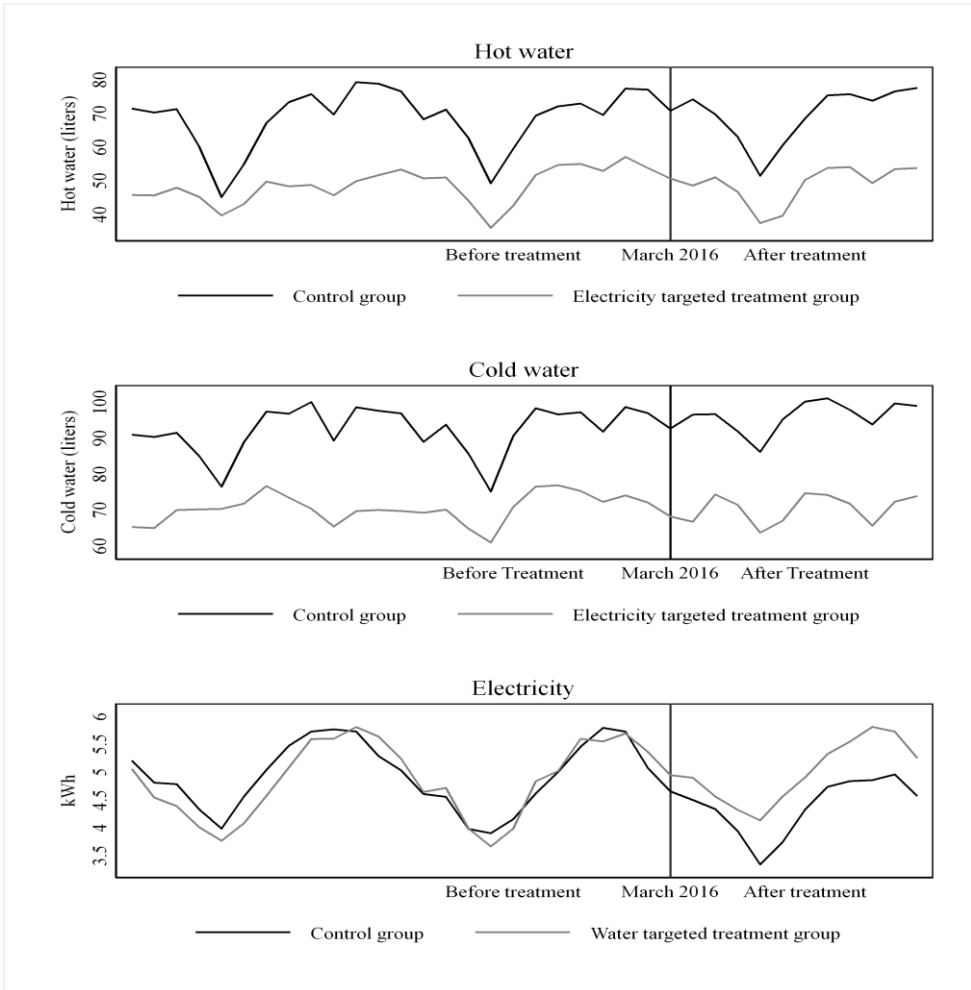 Hot water
Hot water (liters)
80
70
60
50
40
Before treatment March 2016 After treatment
Control group Electricity targeted treatment group
Cold water
Cold water (liters)
100
90
80
70
60
Before Treatment March 2016 After Treatment
Control group Electricity targeted treatment group
Electricity
kWh
6
5.5
5
4.5
4
3.5
Before treatment March 2016 After treatment
Control group Water targeted treatment group